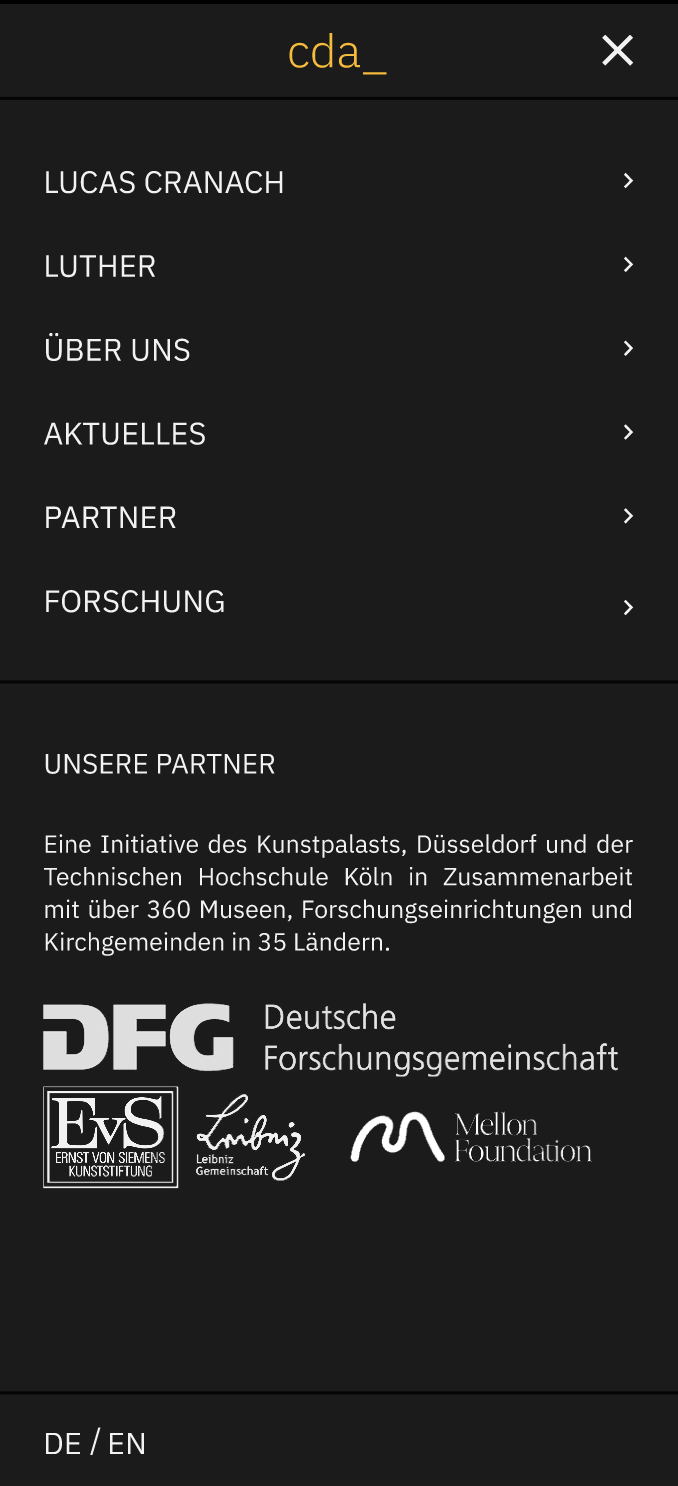 cda_
LUCAS CRANACH
LUTHER
ÜBER UNS
AKTUELLES
PARTNER
FORSCHUNG
UNSERE PARTNER
Eine Initiative des Kunstpalasts, Düsseldorf und der
Technischen Hochschule Köln in Zusammenarbeit
mit über 360 Museen, Forschungseinrichtungen und
Kirchgemeinden in 35 Ländern.
DFG Deutsche
Forschungsgemeinschaft
EvS
ERNST VON SIEMENS
KUNSTSTIFTUNG
Leibniz
Leibniz
Gemeinschaft
Mellon
Foundation
DE / EN